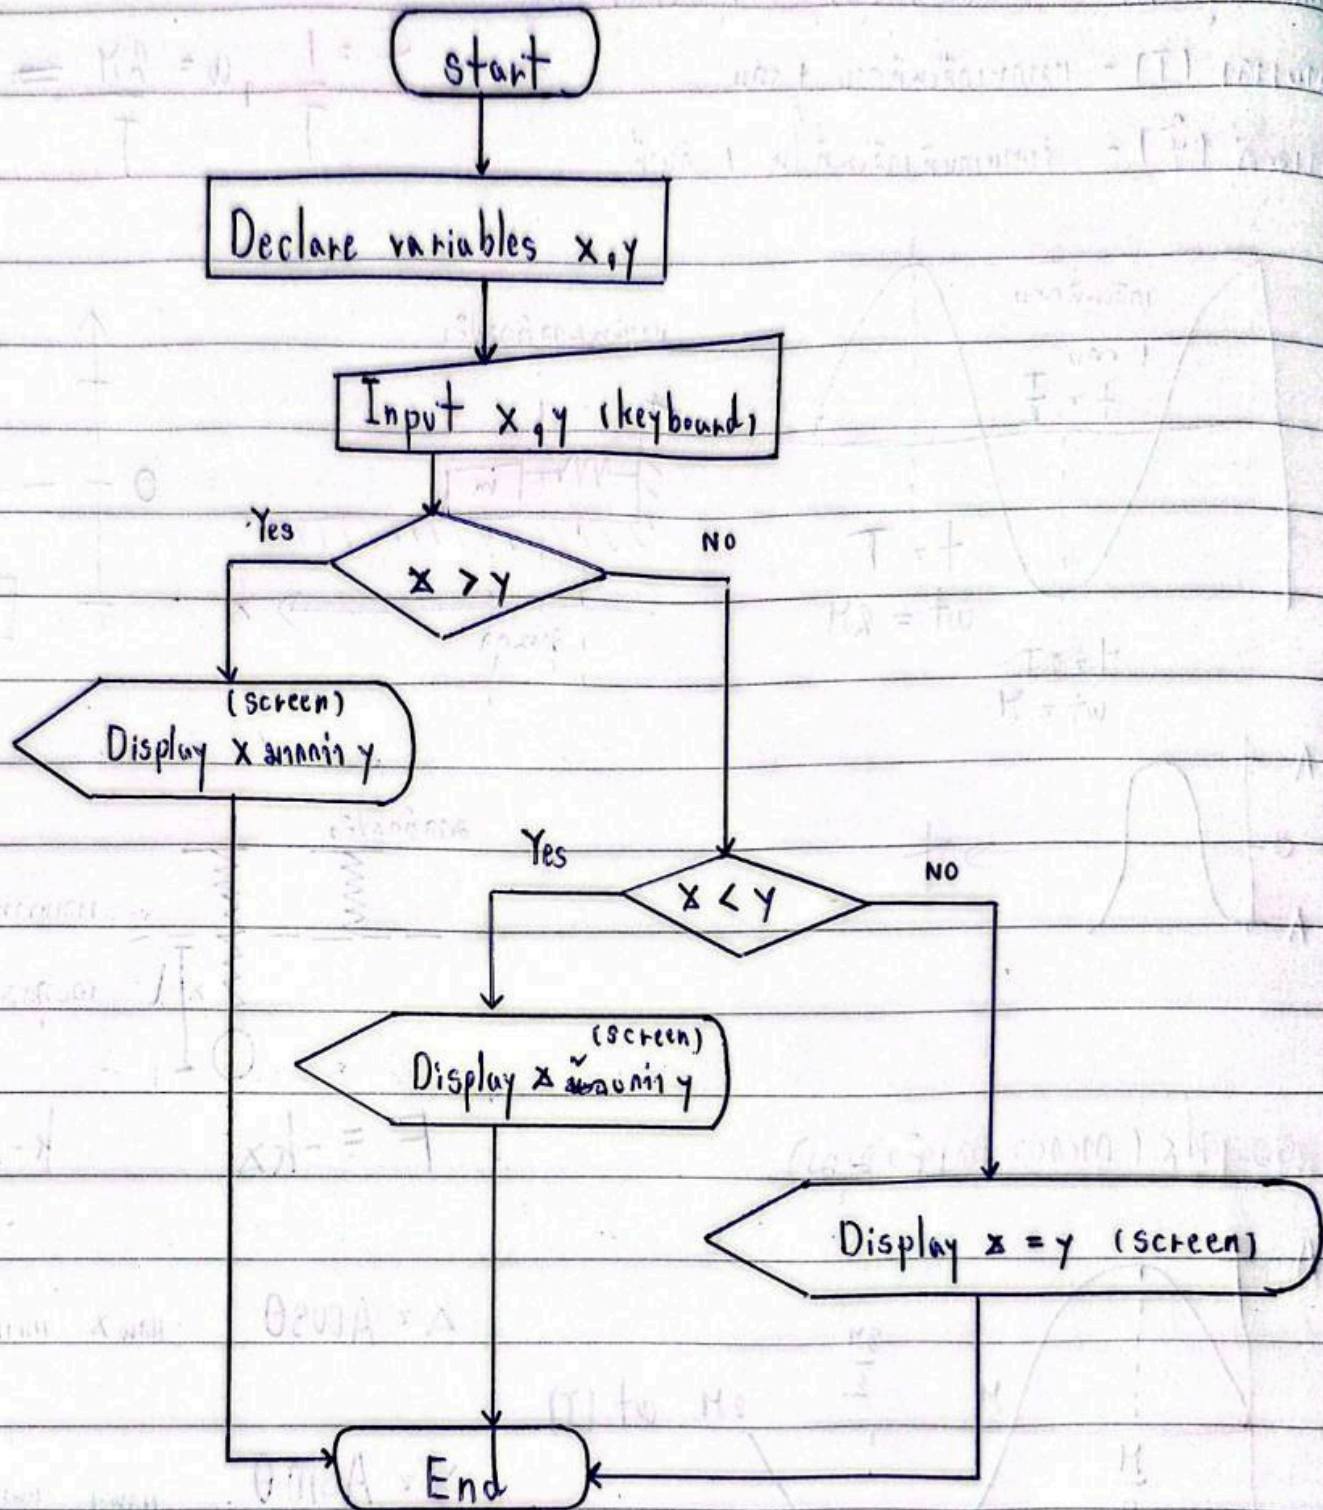 start
Declare variables x, y
Input x, y (keyboard)
Yes
NO
x > y
(screen)
Display x มากกว่า y
Yes
NO
x < y
(screen)
Display x น้อยกว่า y
Display x = y (screen)
End